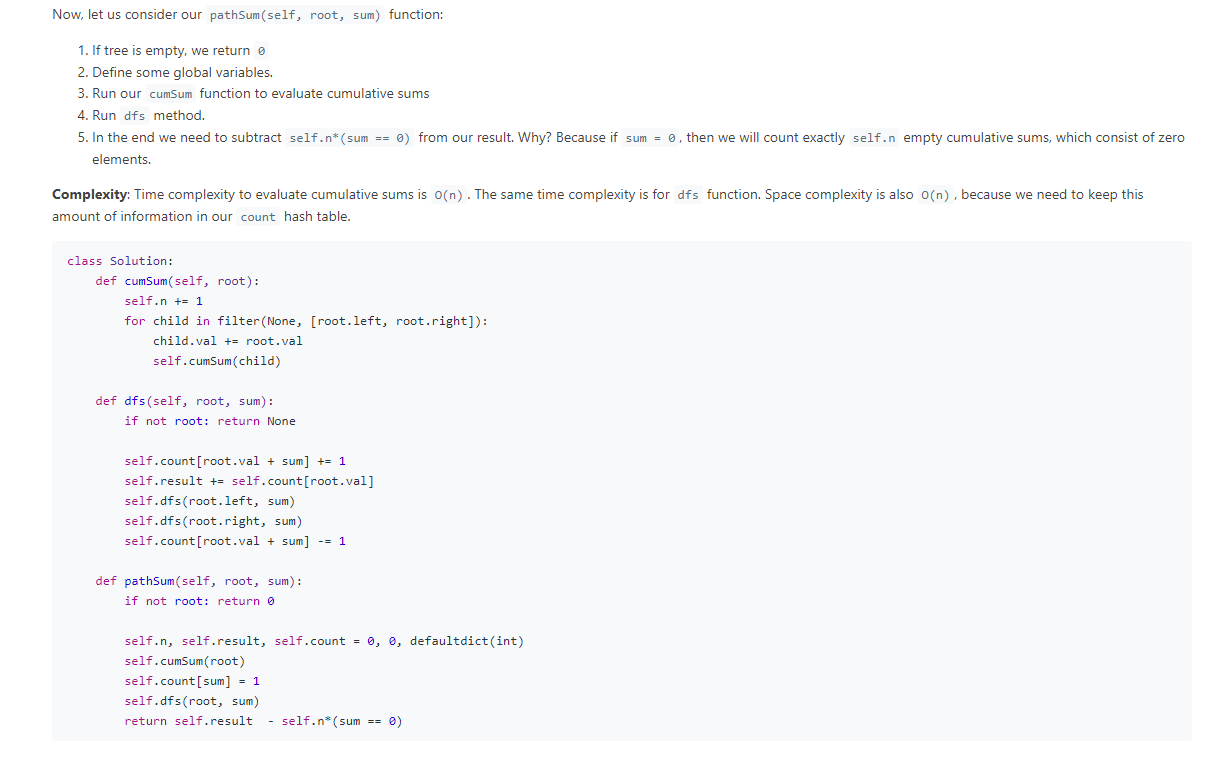 Now, let us consider our pathSum(self, root, sum) function:
1. If tree is empty, we return 0
2. Define some global variables.
3. Run our cumSum function to evaluate cumulative sums
4. Run dfs method.
5. In the end we need to subtract self.n*(sum == 0) from our result. Why? Because if sum = 0, then we will count exactly self.n empty cumulative sums, which consist of zero
elements.
Complexity: Time complexity to evaluate cumulative sums is O(n). The same time complexity is for dfs function. Space complexity is also O(n), because we need to keep this
amount of information in our count hash table.
class Solution:
    def cumSum(self, root):
        self.n += 1
        for child in filter(None, [root.left, root.right]):
            child.val += root.val
            self.cumSum(child)

    def dfs(self, root, sum):
        if not root: return None

        self.count[root.val + sum] += 1
        self.result += self.count[root.val]
        self.dfs(root.left, sum)
        self.dfs(root.right, sum)
        self.count[root.val + sum] -= 1

    def pathSum(self, root, sum):
        if not root: return 0

        self.n, self.result, self.count = 0, 0, defaultdict(int)
        self.cumSum(root)
        self.count[sum] = 1
        self.dfs(root, sum)
        return self.result  - self.n*(sum == 0)